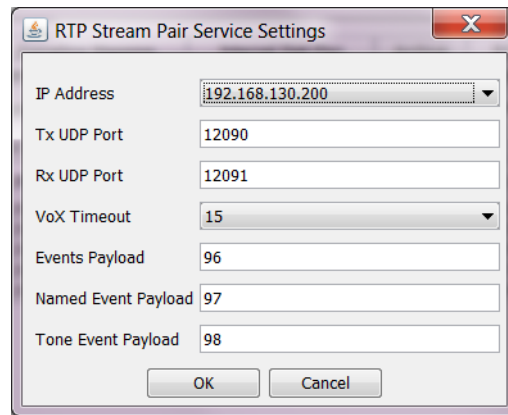 RTP Stream Pair Service Settings
X
IP Address 192.168.130.200
Tx UDP Port 12090
Rx UDP Port 12091
VoX Timeout 15
Events Payload 96
Named Event Payload 97
Tone Event Payload 98
OK Cancel